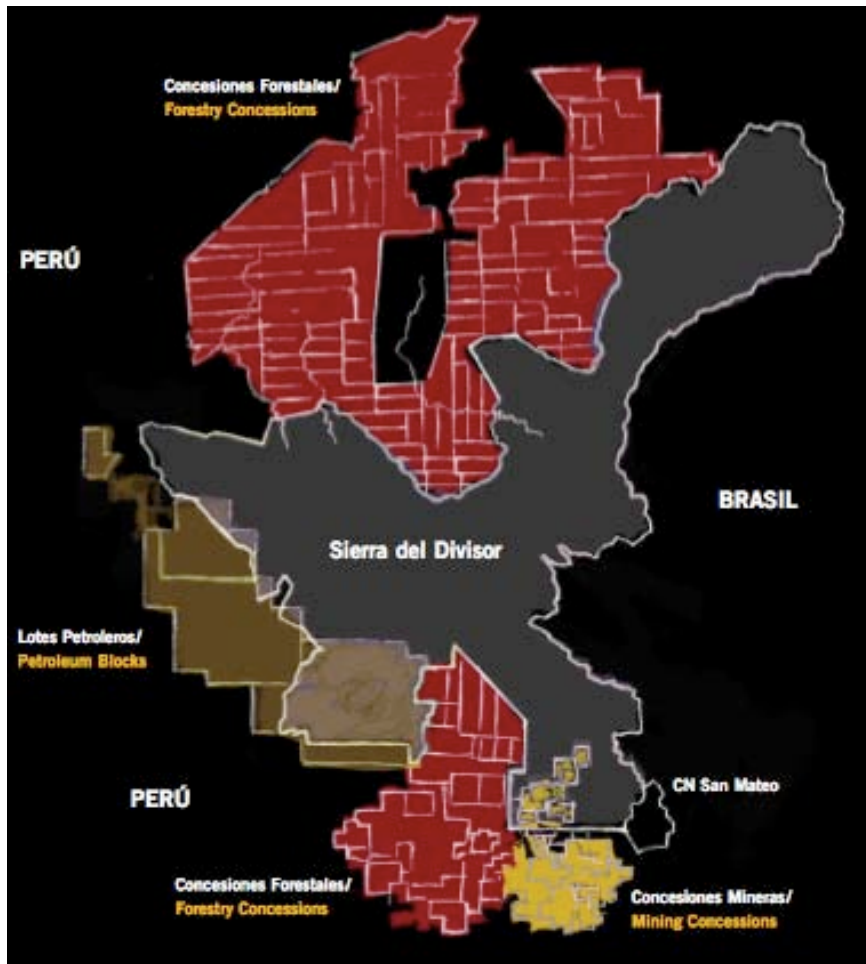 Concesiones Forestales/
Forestry Concessions
PERÚ
BRASIL
Sierra del Divisor
Lotes Petroleros/
Petroleum Blocks
CN San Mateo
PERÚ
Concesiones Forestales/
Forestry Concessions
Concesiones Mineras/
Mining Concessions